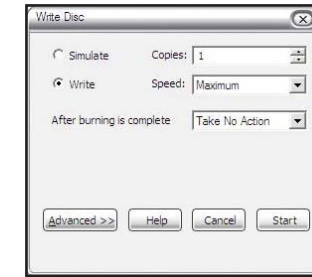 Write Disc
Simulate Copies: 1
Write Speed: Maximum
After burning is complete Take No Action
Advanced >> Help Cancel Start